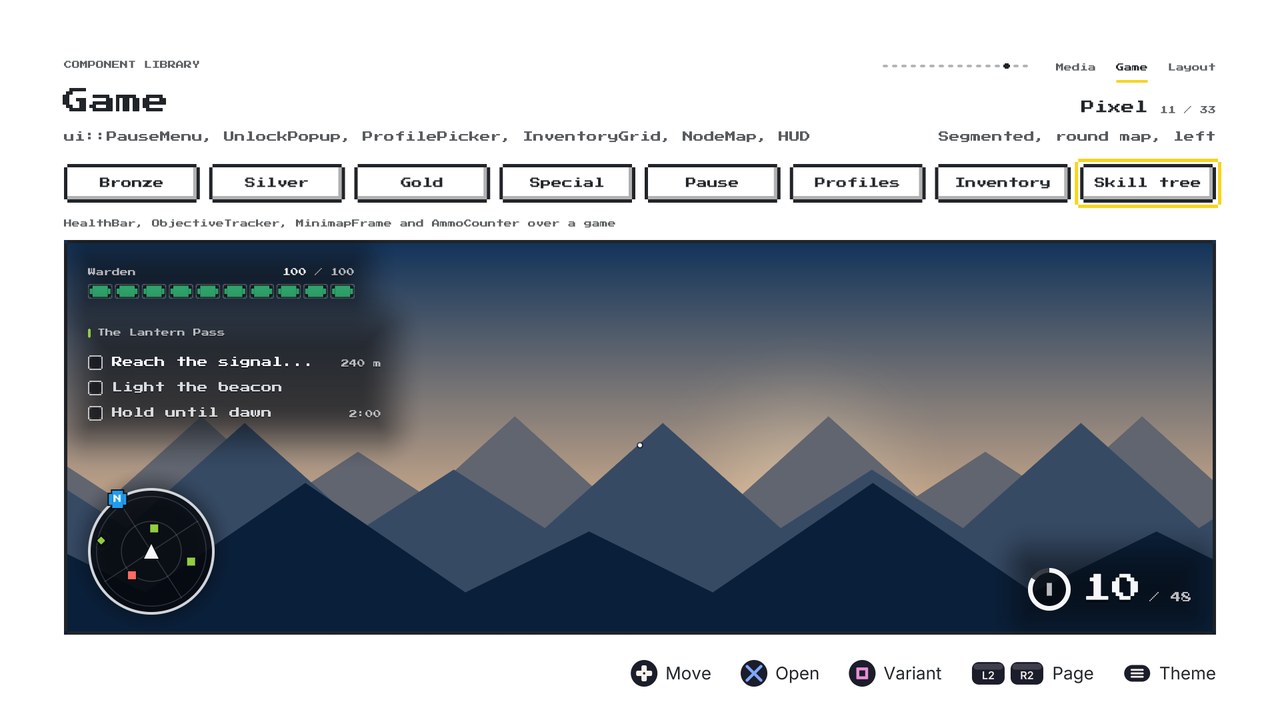 COMPONENT LIBRARY
Media Game Layout
Game
Pixel 11 / 33
ui::PauseMenu, UnlockPopup, ProfilePicker, InventoryGrid, NodeMap, HUD
Segmented, round map, left
Bronze Silver Gold Special Pause Profiles Inventory Skill tree
HealthBar, ObjectiveTracker, MinimapFrame and AmmoCounter over a game
Warden 100 / 100
The Lantern Pass
Reach the signal... 240 m
Light the beacon
Hold until dawn 2:00
N
10 / 48
Move Open Variant L2 R2 Page Theme